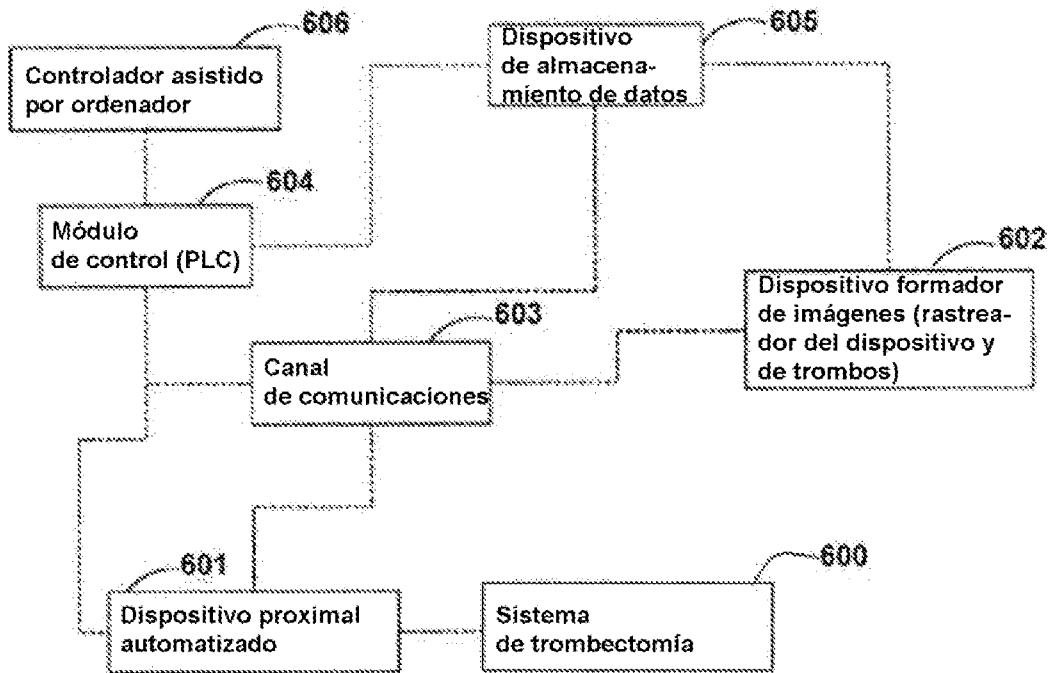 606
Controlador asistido
por ordenador
605
Dispositivo
de almacena-
miento de datos
604
Módulo
de control (PLC)
602
Dispositivo formador
de imágenes (rastrea-
dor del dispositivo y
de trombos)
603
Canal
de comunicaciones
601
Dispositivo proximal
automatizado
600
Sistema
de trombectomía